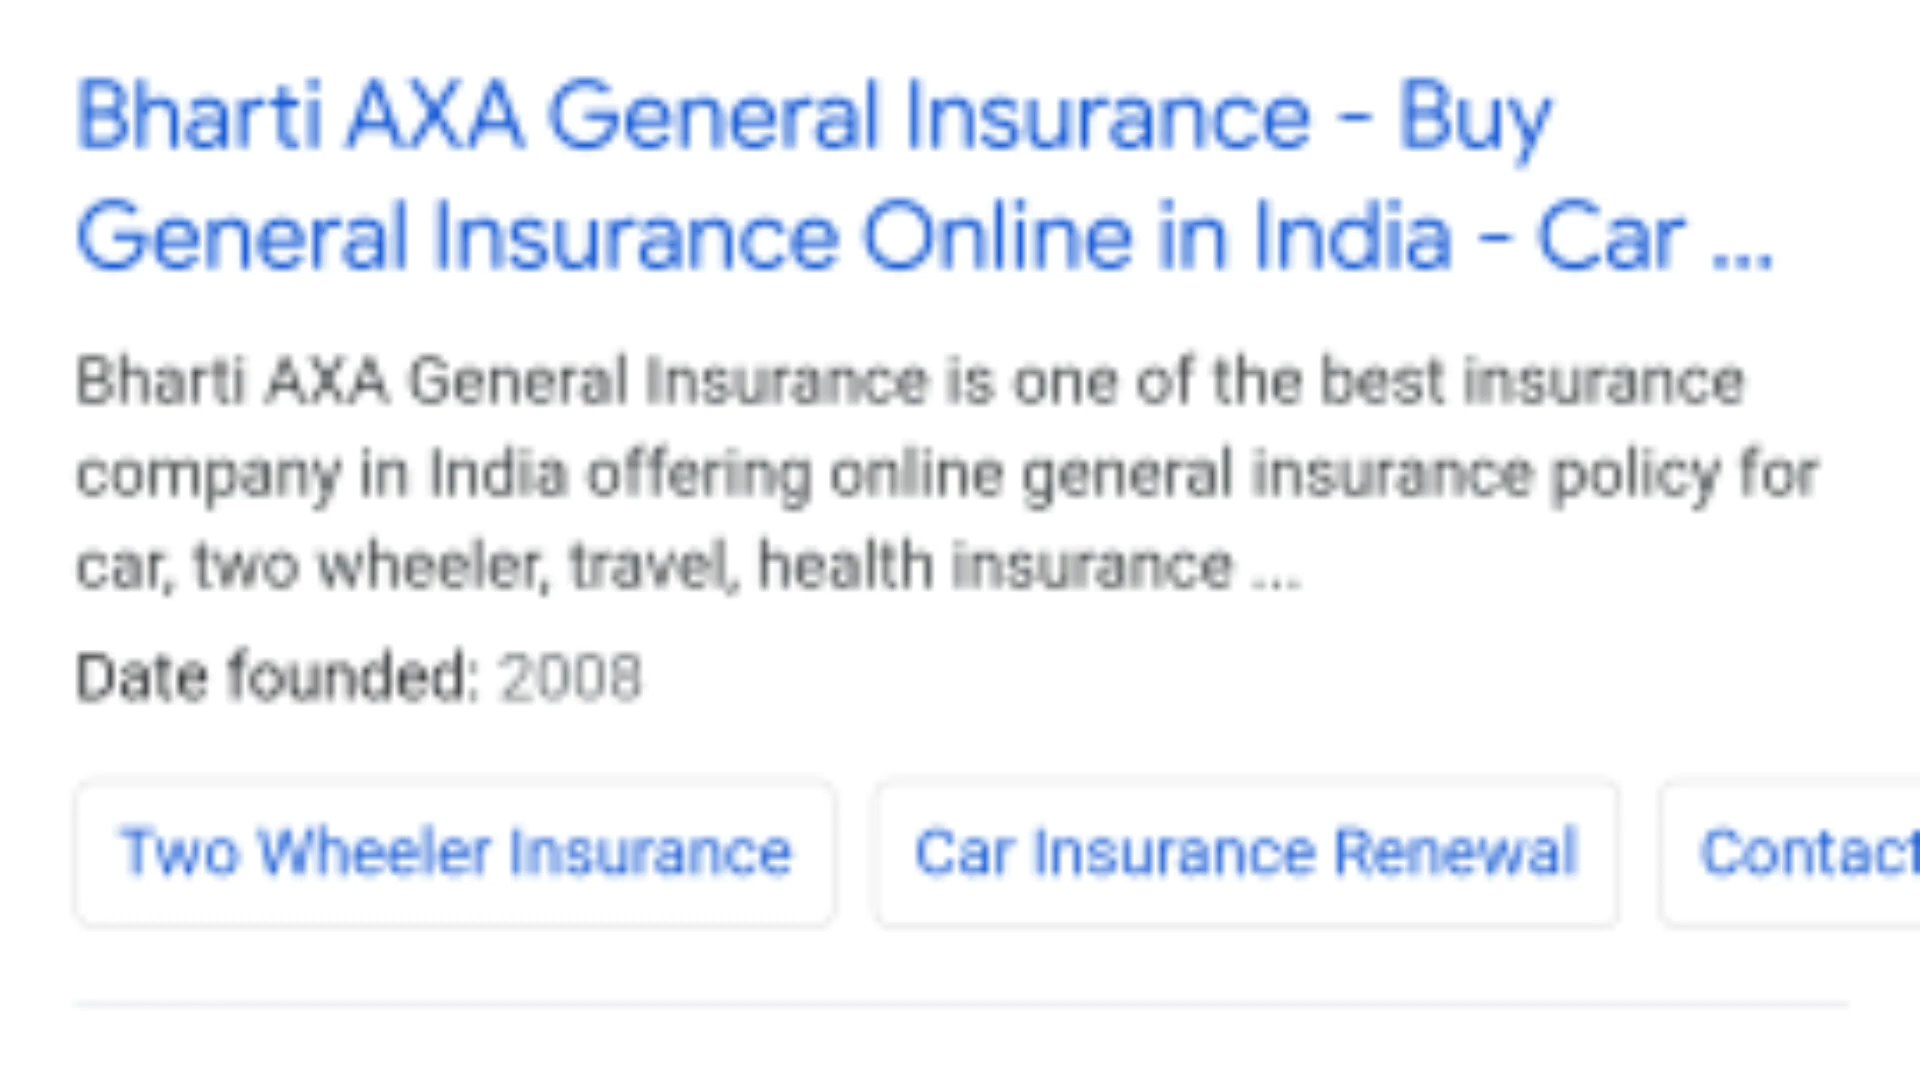 Bharti AXA General Insurance - Buy
General Insurance Online in India - Car ...
Bharti AXA General Insurance is one of the best insurance
company in India offering online general insurance policy for
car, two wheeler, travel, health insurance ...
Date founded: 2008
Two Wheeler Insurance Car Insurance Renewal Contact